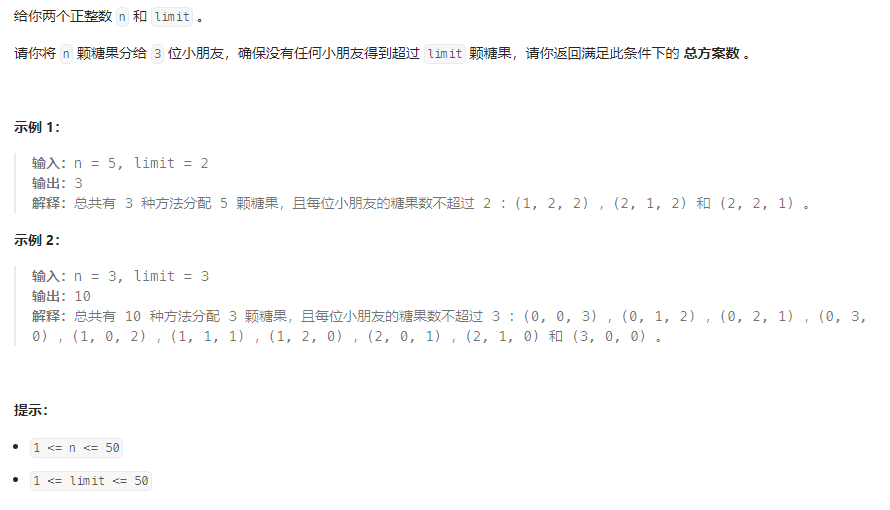 给你两个正整数 n 和 limit 。
请你将 n 颗糖果分给 3 位小朋友，确保没有任何小朋友得到超过 limit 颗糖果，请你返回满足此条件下的 总方案数 。
示例 1：
输入：n = 5, limit = 2
输出：3
解释：总共有 3 种方法分配 5 颗糖果，且每位小朋友的糖果数不超过 2 ：(1, 2, 2) ，(2, 1, 2) 和 (2, 2, 1) 。
示例 2：
输入：n = 3, limit = 3
输出：10
解释：总共有 10 种方法分配 3 颗糖果，且每位小朋友的糖果数不超过 3 ：(0, 0, 3) ，(0, 1, 2) ，(0, 2, 1) ，(0, 3,
0) ，(1, 0, 2) ，(1, 1, 1) ，(1, 2, 0) ，(2, 0, 1) ，(2, 1, 0) 和 (3, 0, 0) 。
提示：
• 1 <= n <= 50
• 1 <= limit <= 50